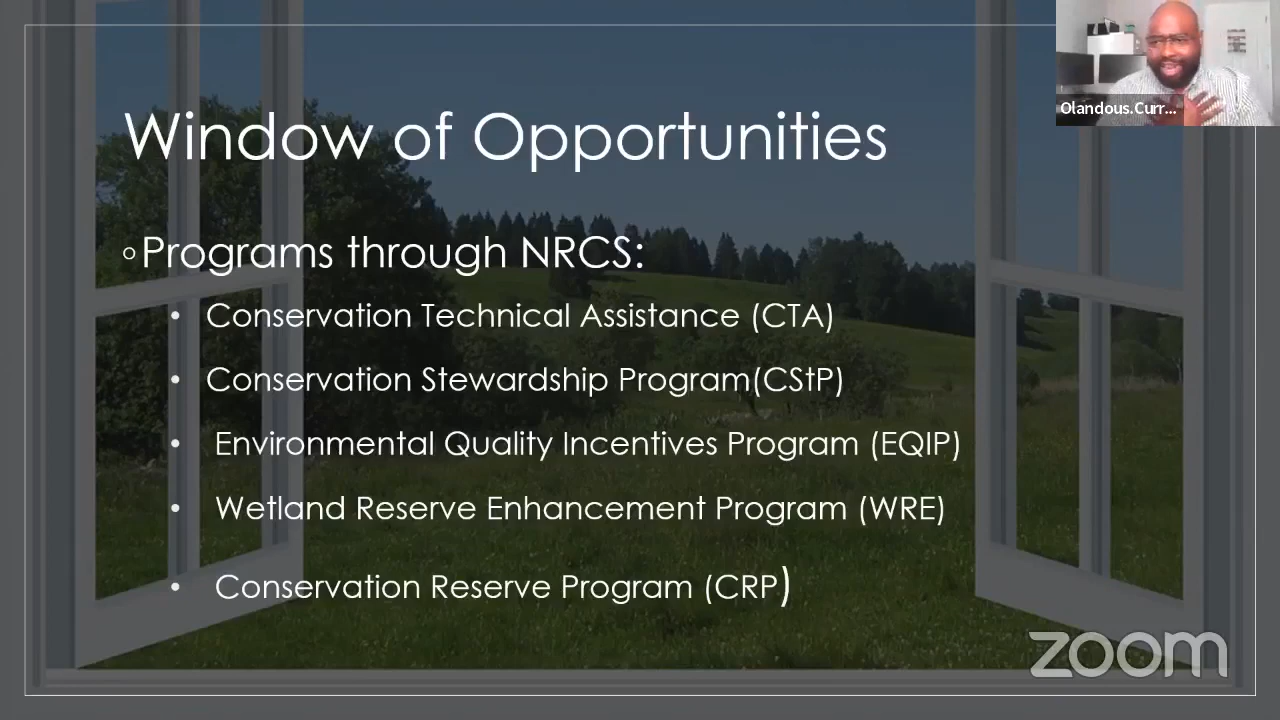 Olandous.Curr...
Window of Opportunities
◦Programs through NRCS:
• Conservation Technical Assistance (CTA)
• Conservation Stewardship Program(CStP)
• Environmental Quality Incentives Program (EQIP)
• Wetland Reserve Enhancement Program (WRE)
• Conservation Reserve Program (CRP)
zoom